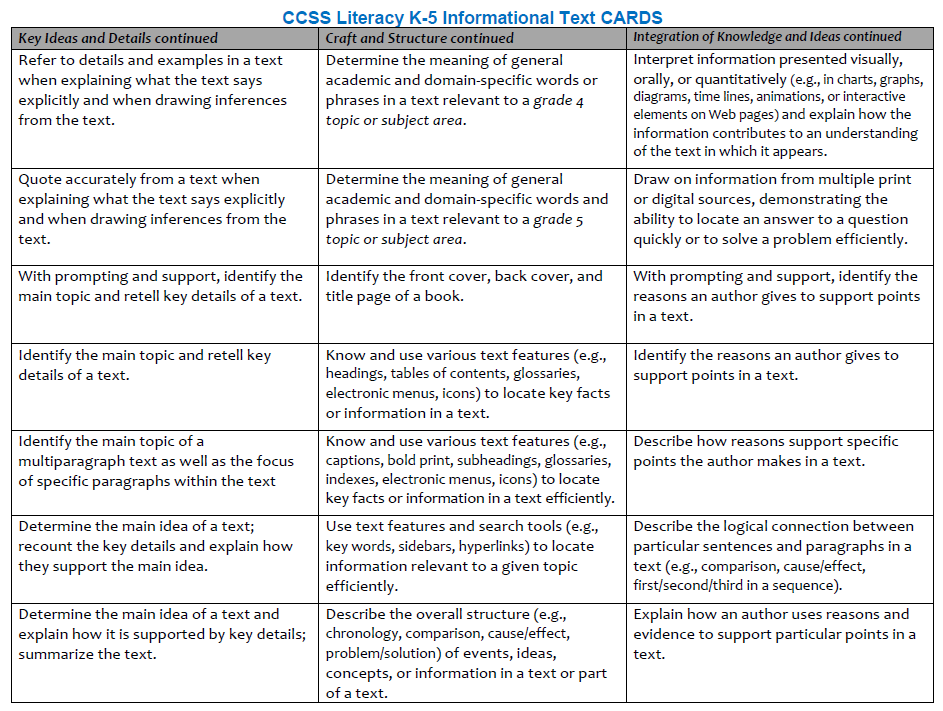 CCSS Literacy K-5 Informational Text CARDS
Key Ideas and Details continued
Craft and Structure continued
Integration of Knowledge and Ideas continued
Refer to details and examples in a text
when explaining what the text says
explicitly and when drawing inferences
from the text.
Determine the meaning of general
academic and domain-specific words or
phrases in a text relevant to a grade 4
topic or subject area.
Interpret information presented visually,
orally, or quantitatively (e.g., in charts, graphs,
diagrams, time lines, animations, or interactive
elements on Web pages) and explain how the
information contributes to an understanding
of the text in which it appears.
Quote accurately from a text when
explaining what the text says explicitly
and when drawing inferences from the
text.
Determine the meaning of general
academic and domain-specific words and
phrases in a text relevant to a grade 5
topic or subject area.
Draw on information from multiple print
or digital sources, demonstrating the
ability to locate an answer to a question
quickly or to solve a problem efficiently.
With prompting and support, identify the
main topic and retell key details of a text.
Identify the front cover, back cover, and
title page of a book.
With prompting and support, identify the
reasons an author gives to support points
in a text.
Identify the main topic and retell key
details of a text.
Know and use various text features (e.g.,
headings, tables of contents, glossaries,
electronic menus, icons) to locate key facts
or information in a text.
Identify the reasons an author gives to
support points in a text.
Identify the main topic of a
multiparagraph text as well as the focus
of specific paragraphs within the text
Know and use various text features (e.g.,
captions, bold print, subheadings, glossaries,
indexes, electronic menus, icons) to locate
key facts or information in a text efficiently.
Describe how reasons support specific
points the author makes in a text.
Determine the main idea of a text;
recount the key details and explain how
they support the main idea.
Use text features and search tools (e.g.,
key words, sidebars, hyperlinks) to locate
information relevant to a given topic
efficiently.
Describe the logical connection between
particular sentences and paragraphs in a
text (e.g., comparison, cause/effect,
first/second/third in a sequence).
Determine the main idea of a text and
explain how it is supported by key details;
summarize the text.
Describe the overall structure (e.g.,
chronology, comparison, cause/effect,
problem/solution) of events, ideas,
concepts, or information in a text or part
of a text.
Explain how an author uses reasons and
evidence to support particular points in a
text.